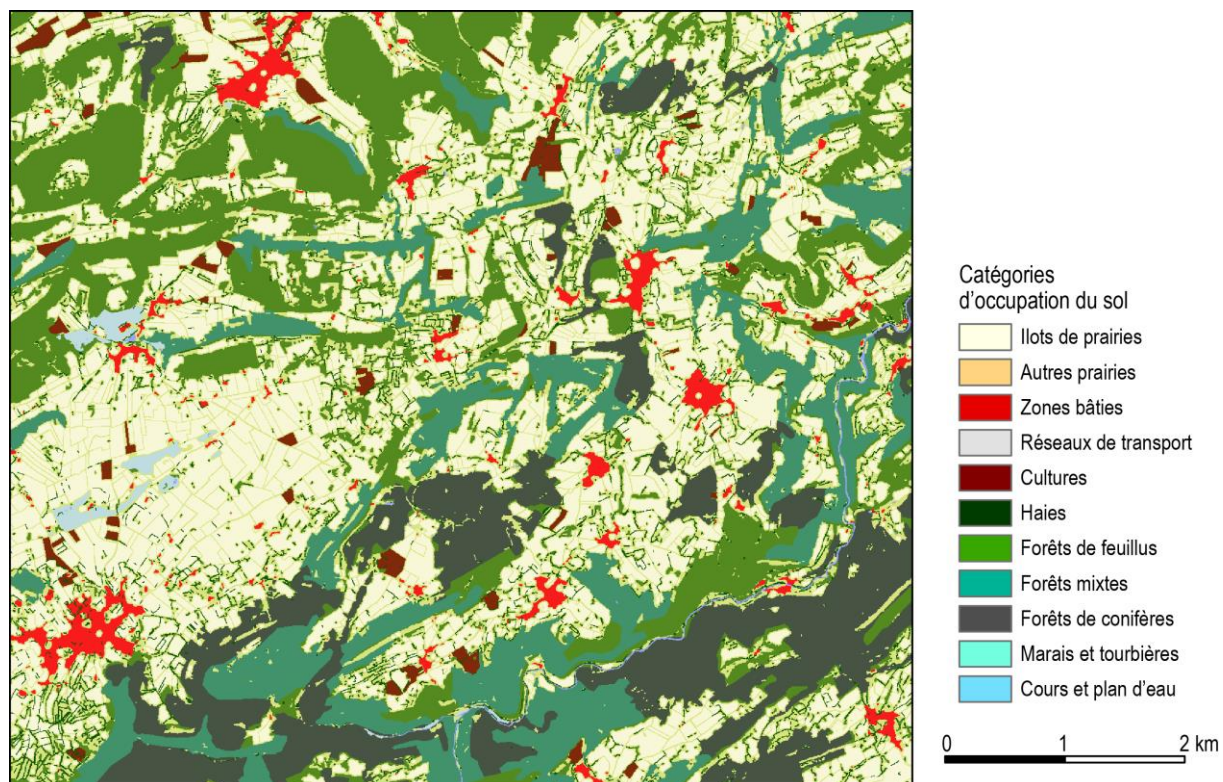 Catégories
d'occupation du sol
Ilots de prairies
Autres prairies
Zones bâties
Réseaux de transport
Cultures
Haies
Forêts de feuillus
Forêts mixtes
Forêts de conifères
Marais et tourbières
Cours et plan d'eau
0 1 2 km